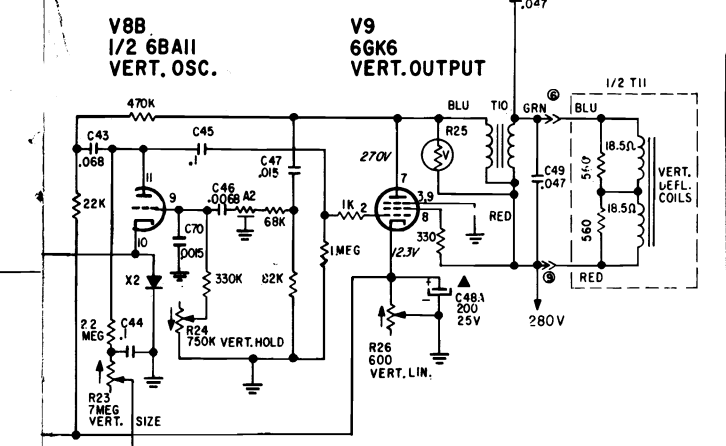 .047
V8B
1/2 6BA11
VERT. OSC.
V9
6GK6
VERT. OUTPUT
1/2 T11
470K
BLU
T10
GRN
6
BLU
C43
.068
C45
.1
R25
V
C47
.015
270V
7
11
9
C46
.0068
A2
68K
1K
2
3,9
8
C49
.047
18.5Ω
560
18.5Ω
560
VERT.
DEFL.
COILS
22K
10
C70
.0015
RED
330
1MEG
12.3V
X2
330K
82K
9
RED
C48A
200
25V
280V
2.2
MEG
C44
.1
R24
750K VERT. HOLD
R26
600
VERT. LIN.
R23
7MEG
VERT. SIZE